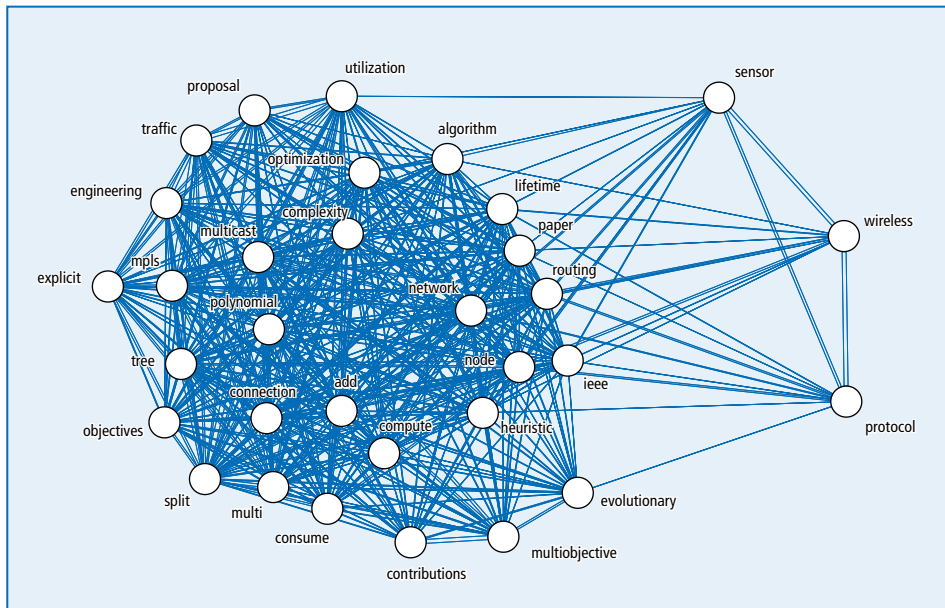 utilization
sensor
proposal
traffic
algorithm
optimization
engineering
lifetime
complexity
paper
wireless
multicast
mpls
routing
explicit
network
polynomial
tree
node
add
ieee
connection
objectives
compute
heuristic
protocol
split
multi
evolutionary
consume
multiobjective
contributions